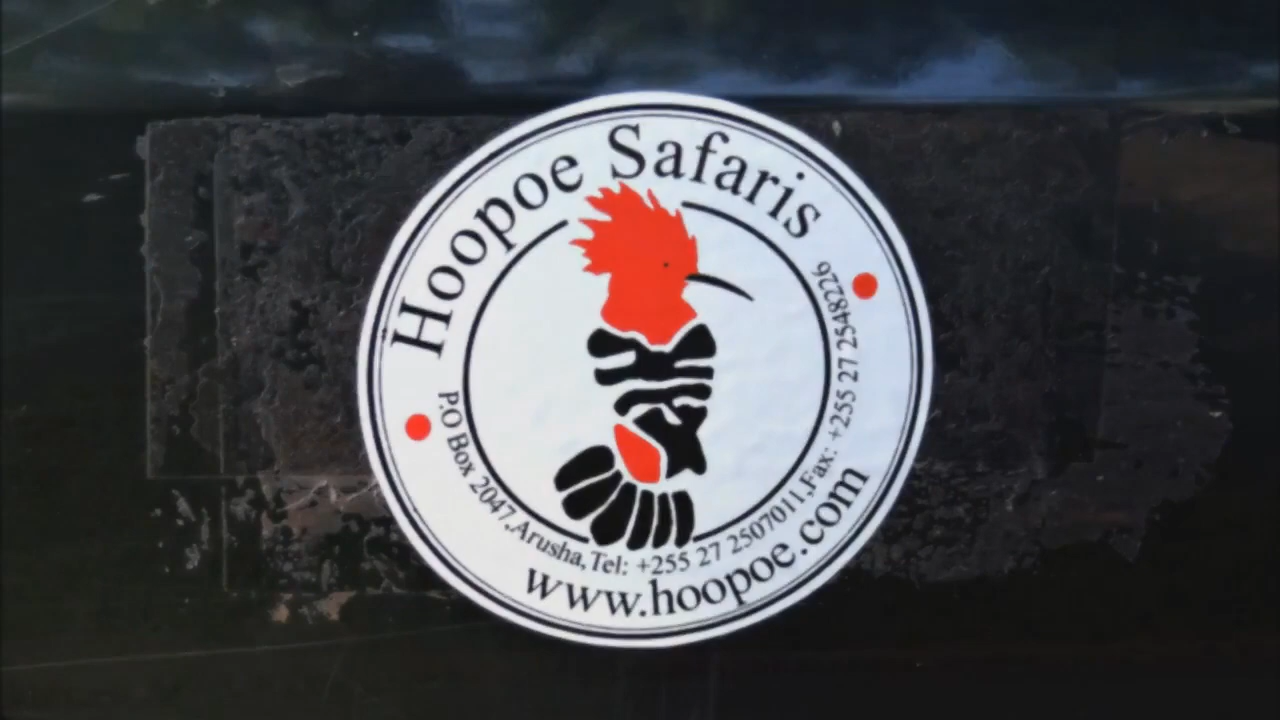 Hoopoe Safaris
P.O Box 2047,Arusha,Tel: +255 27 2507011,Fax: +255 27 2548226
www.hoopoe.com